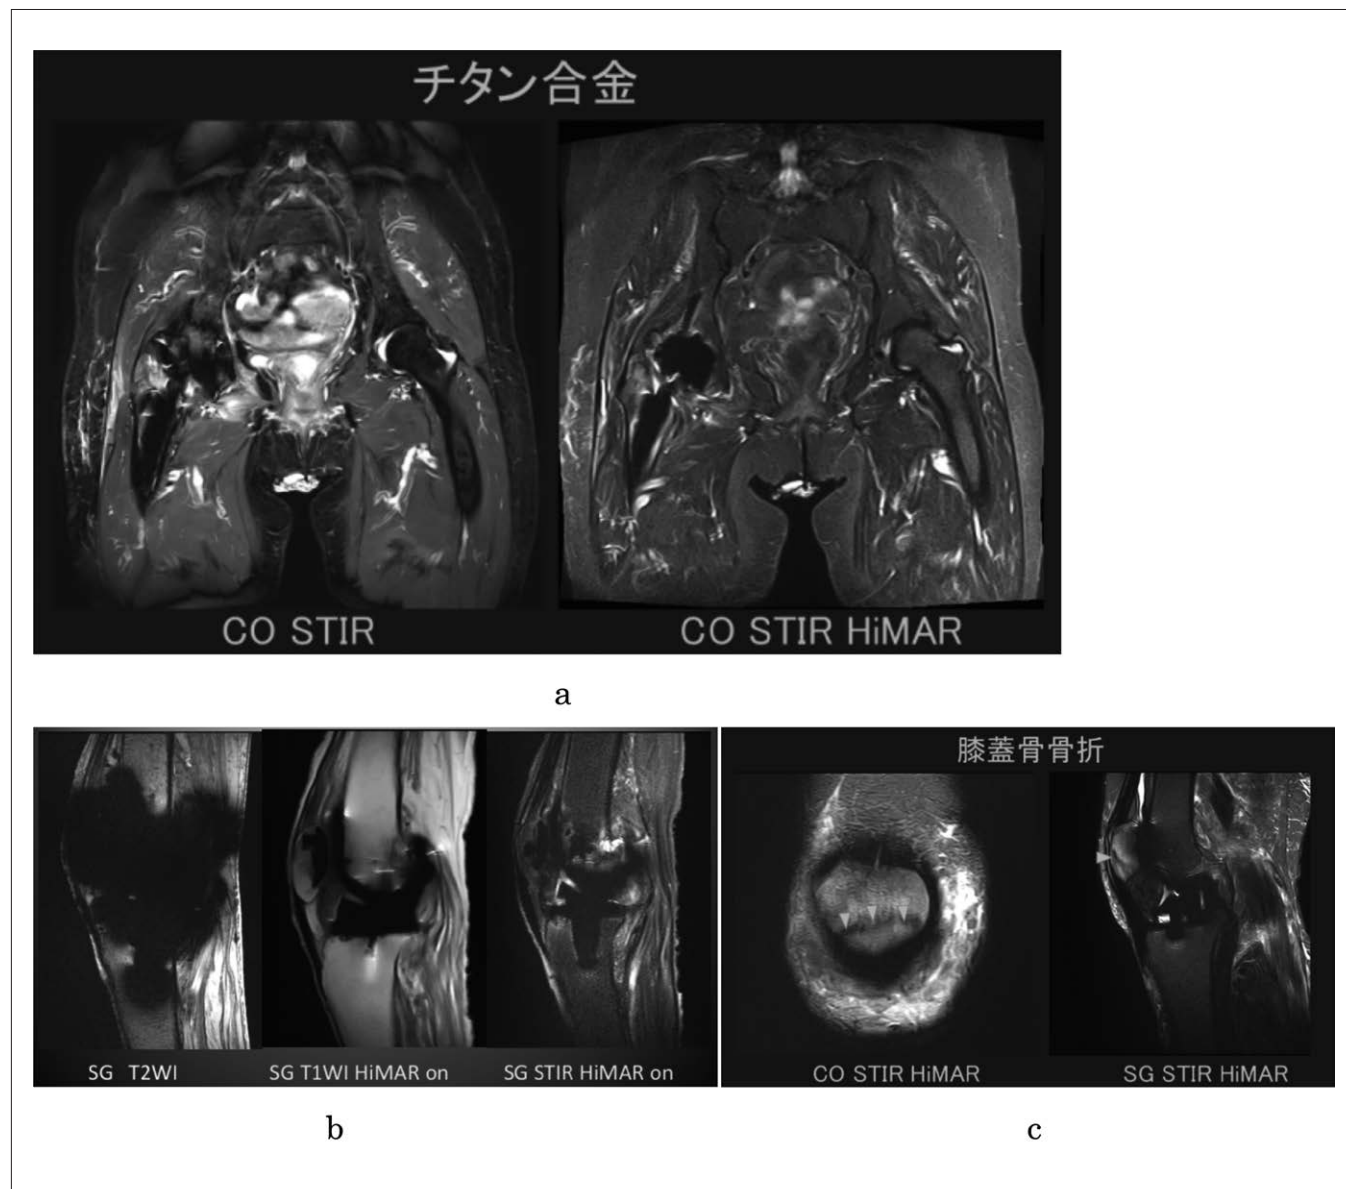 チタン合金
CO STIR
CO STIR HiMAR
a
SG T2WI
SG T1WI HiMAR on
SG STIR HiMAR on
b
膝蓋骨骨折
CO STIR HiMAR
SG STIR HiMAR
c